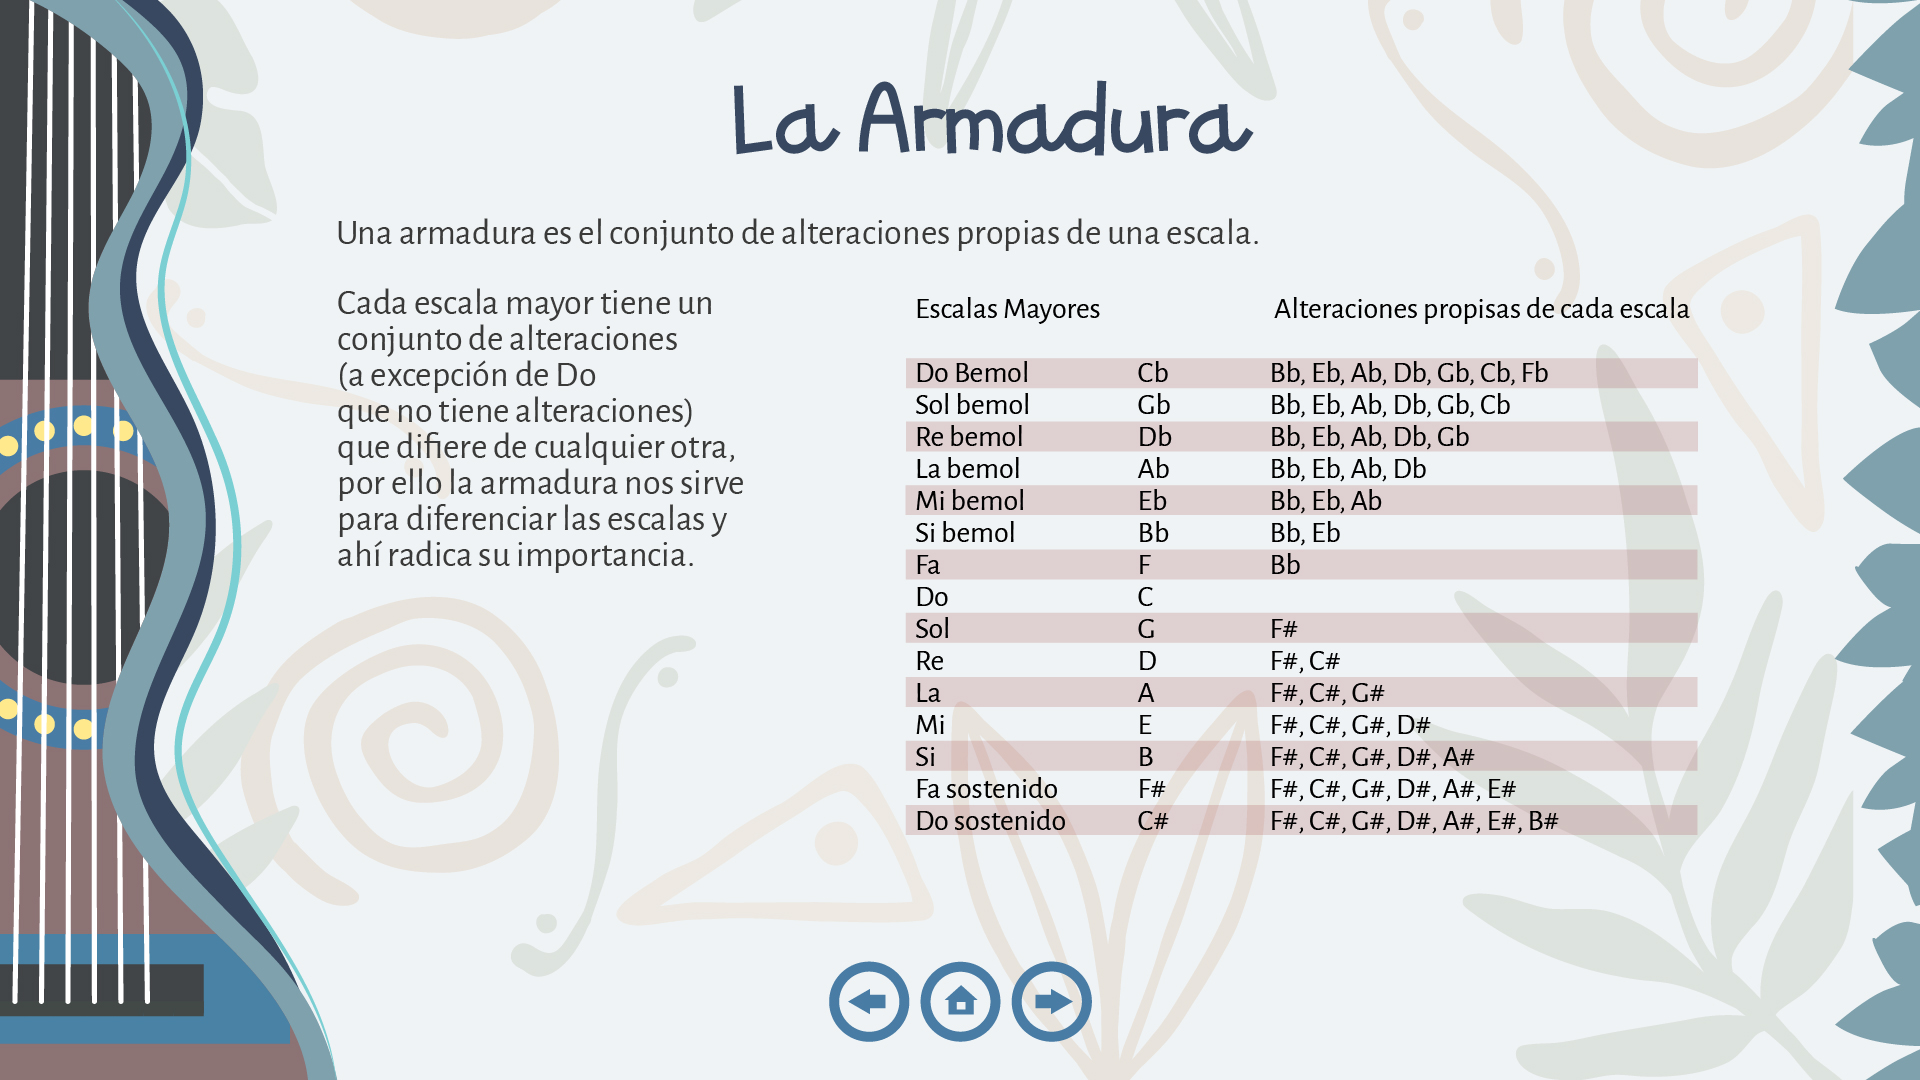 La Armadura
Una armadura es el conjunto de alteraciones propias de una escala.
Cada escala mayor tiene un
conjunto de alteraciones
(a excepción de Do
que no tiene alteraciones)
que difiere de cualquier otra,
por ello la armadura nos sirve
para diferenciar las escalas y
ahí radica su importancia.
Escalas Mayores Alteraciones propisas de cada escala
Do Bemol Cb Bb, Eb, Ab, Db, Gb, Cb, Fb
Sol bemol Gb Bb, Eb, Ab, Db, Gb, Cb
Re bemol Db Bb, Eb, Ab, Db, Gb
La bemol Ab Bb, Eb, Ab, Db
Mi bemol Eb Bb, Eb, Ab
Si bemol Bb Bb, Eb
Fa F Bb
Do C
Sol G F#
Re D F#, C#
La A F#, C#, G#
Mi E F#, C#, G#, D#
Si B F#, C#, G#, D#, A#
Fa sostenido F# F#, C#, G#, D#, A#, E#
Do sostenido C# F#, C#, G#, D#, A#, E#, B#